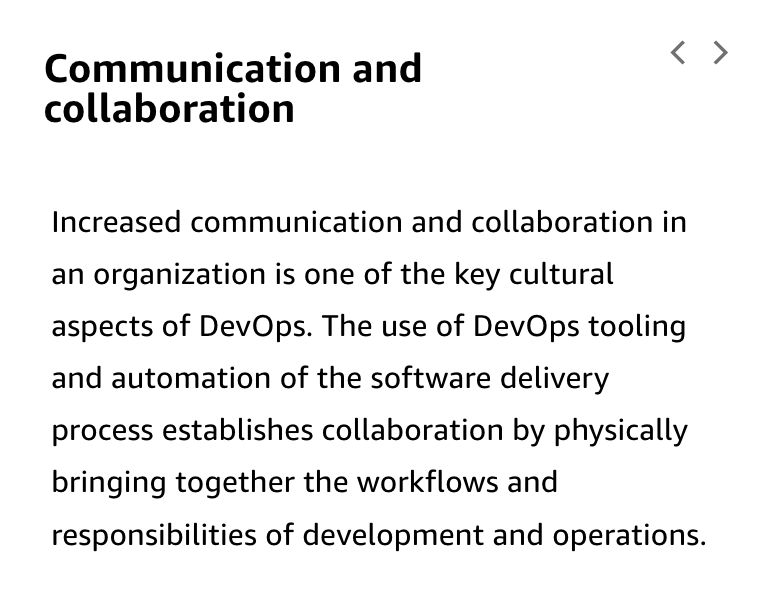 Communication and
collaboration
Increased communication and collaboration in
an organization is one of the key cultural
aspects of DevOps. The use of DevOps tooling
and automation of the software delivery
process establishes collaboration by physically
bringing together the workflows and
responsibilities of development and operations.